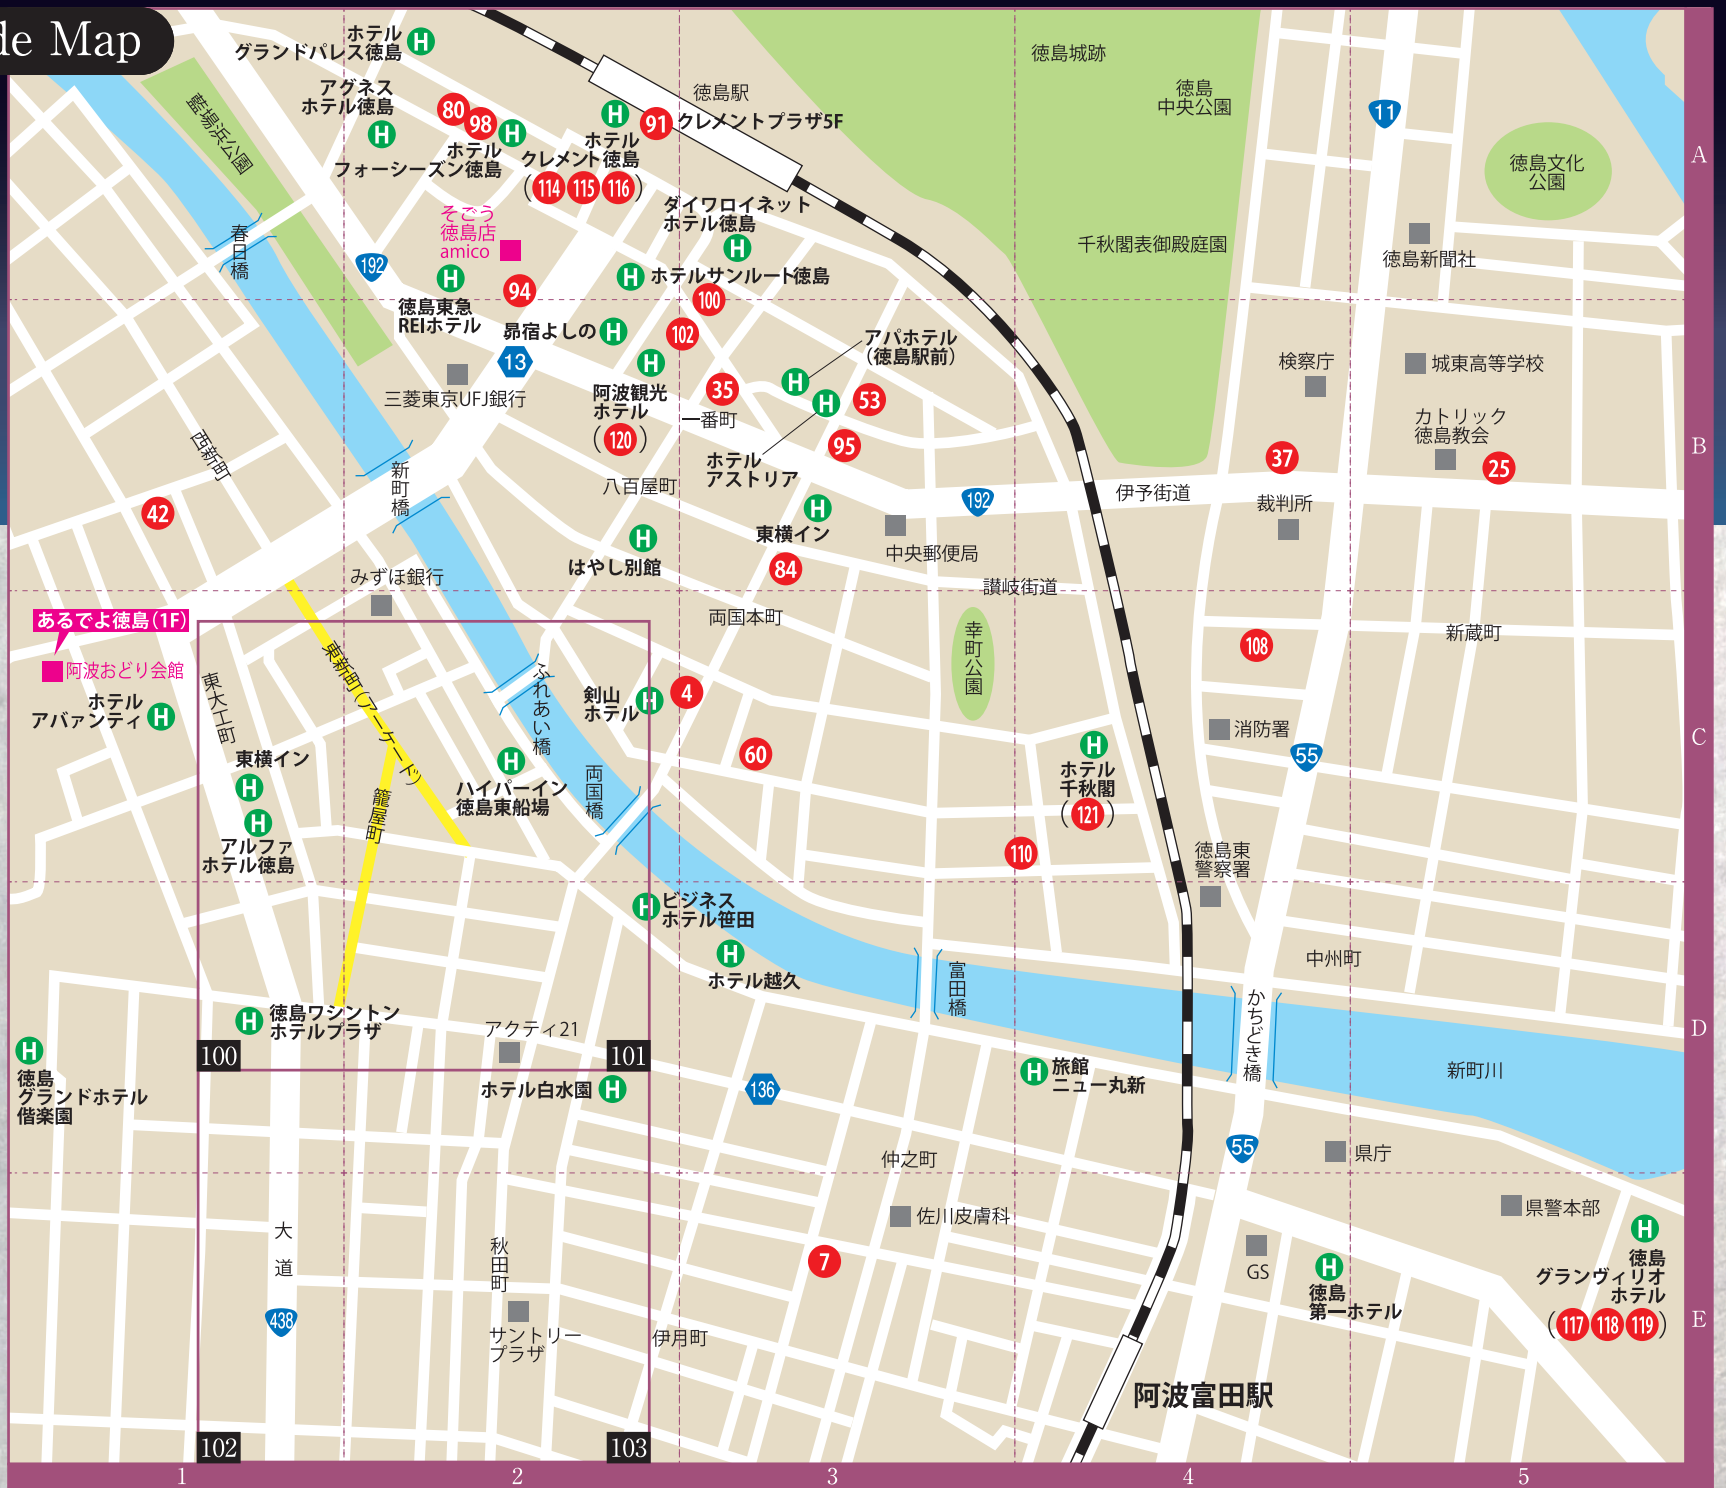 de Map
ホテル
グランドパレス徳島
H
アグネス
ホテル徳島
H
藍場浜公園
80
98
H
ホテル
フォーシーズン徳島
H
ホテル
クレメント徳島
(114 115 116)
91
クレメントプラザ5F
徳島駅
徳島城跡
徳島
中央公園
11
徳島文化
公園
A
そごう
徳島店
amico
ダイワロイネット
ホテル徳島
H
千秋閣表御殿庭園
徳島新聞社
春日橋
192
H
徳島東急
REIホテル
94
H
ホテルサンルート徳島
100
昴宿よしの
H
102
13
三菱東京UFJ銀行
H
阿波観光
ホテル
(120)
35
一番町
アパホテル
(徳島駅前)
H
H
53
95
ホテル
アストリア
検察庁
城東高等学校
カトリック
徳島教会
37
25
B
西新町
42
新町橋
八百屋町
H
はやし別館
H
東横イン
84
中央郵便局
192
伊予街道
裁判所
讃岐街道
みずほ銀行
あるでよ徳島(1F)
阿波おどり会館
ホテル
アバァンティ
H
東大工町
東新町(アーケード)
両国本町
幸町公園
108
新蔵町
ふれあい橋
剣山
ホテル
H
4
60
消防署
55
C
東横イン
H
H
アルファ
ホテル徳島
籠屋町
H
ハイパーイン
徳島東船場
両国橋
H
ホテル
千秋閣
(121)
110
徳島東
警察署
H
ビジネス
ホテル笹田
H
ホテル越久
富田橋
中州町
かちどき橋
H
徳島ワシントン
ホテルプラザ
アクティ21
100
101
H
徳島
グランドホテル
偕楽園
ホテル白水園
H
136
H
旅館
ニュー丸新
新町川
D
55
県庁
仲之町
佐川皮膚科
県警本部
大道
秋田町
7
GS
H
徳島
第一ホテル
H
徳島
グランヴィリオ
ホテル
(117 118 119)
438
サントリー
プラザ
伊月町
E
阿波富田駅
102
103
1
2
3
4
5